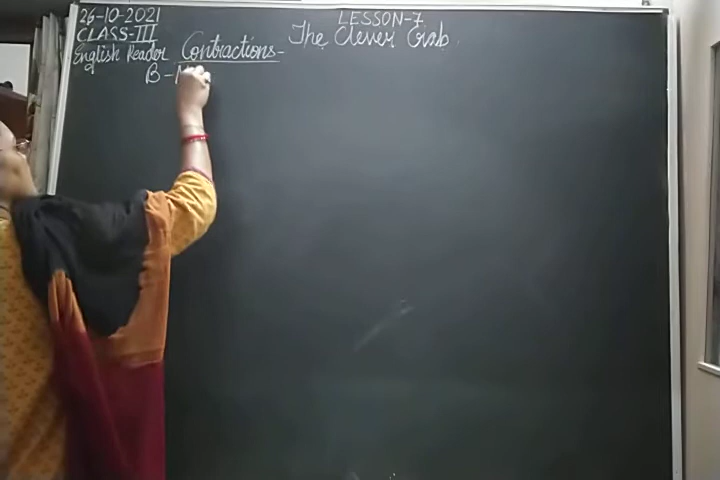 26-10-2021
CLASS-III
English Reader
LESSON-7
The Clever Crab.
Contractions-
B-